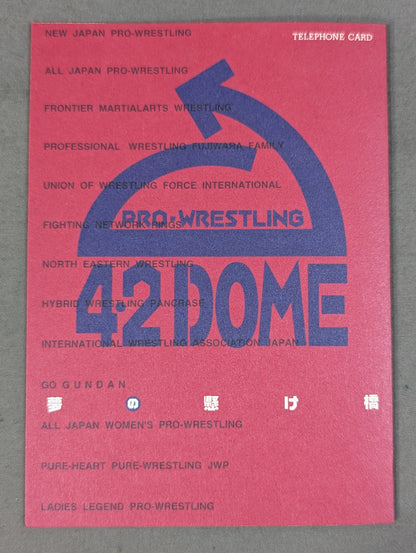 NEW JAPAN PRO-WRESTLING
TELEPHONE CARD
ALL JAPAN PRO-WRESTLING
FRONTIER MARTIALARTS WRESTLING
PROFESSIONAL WRESTLING FUJIWARA FAMILY
UNION OF WRESTLING FORCE INTERNATIONAL
PRO-WRESTLING
FIGHTING NETWORK RINGS
NORTH EASTERN WRESTLING
4·2 DOME
HYBRID WRESTLING PANCRASE
INTERNATIONAL WRESTLING ASSOCIATION JAPAN
GO GUNDAN
夢の懸け橋
ALL JAPAN WOMEN'S PRO-WRESTLING
PURE-HEART PURE-WRESTLING JWP
LADIES LEGEND PRO-WRESTLING